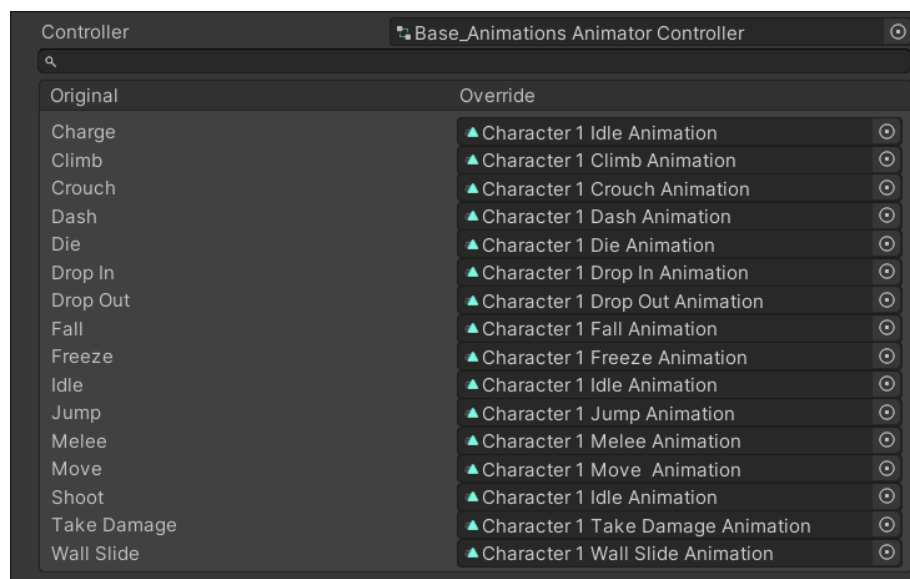 Controller Base_Animations Animator Controller
Original Override
Charge Character 1 Idle Animation
Climb Character 1 Climb Animation
Crouch Character 1 Crouch Animation
Dash Character 1 Dash Animation
Die Character 1 Die Animation
Drop In Character 1 Drop In Animation
Drop Out Character 1 Drop Out Animation
Fall Character 1 Fall Animation
Freeze Character 1 Freeze Animation
Idle Character 1 Idle Animation
Jump Character 1 Jump Animation
Melee Character 1 Melee Animation
Move Character 1 Move  Animation
Shoot Character 1 Idle Animation
Take Damage Character 1 Take Damage Animation
Wall Slide Character 1 Wall Slide Animation